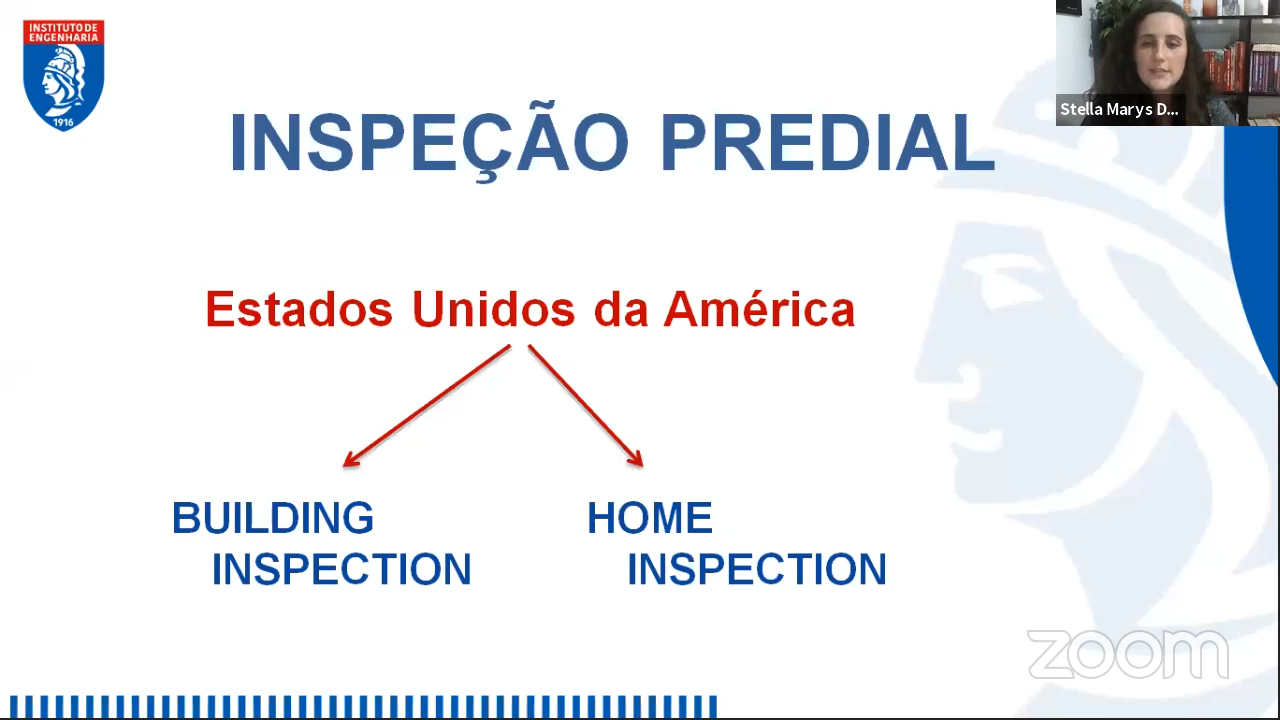 INSTITUTO DE
ENGENHARIA
1916
Stella Marys D...
INSPEÇÃO PREDIAL
Estados Unidos da América
BUILDING
INSPECTION
HOME
INSPECTION
zoom